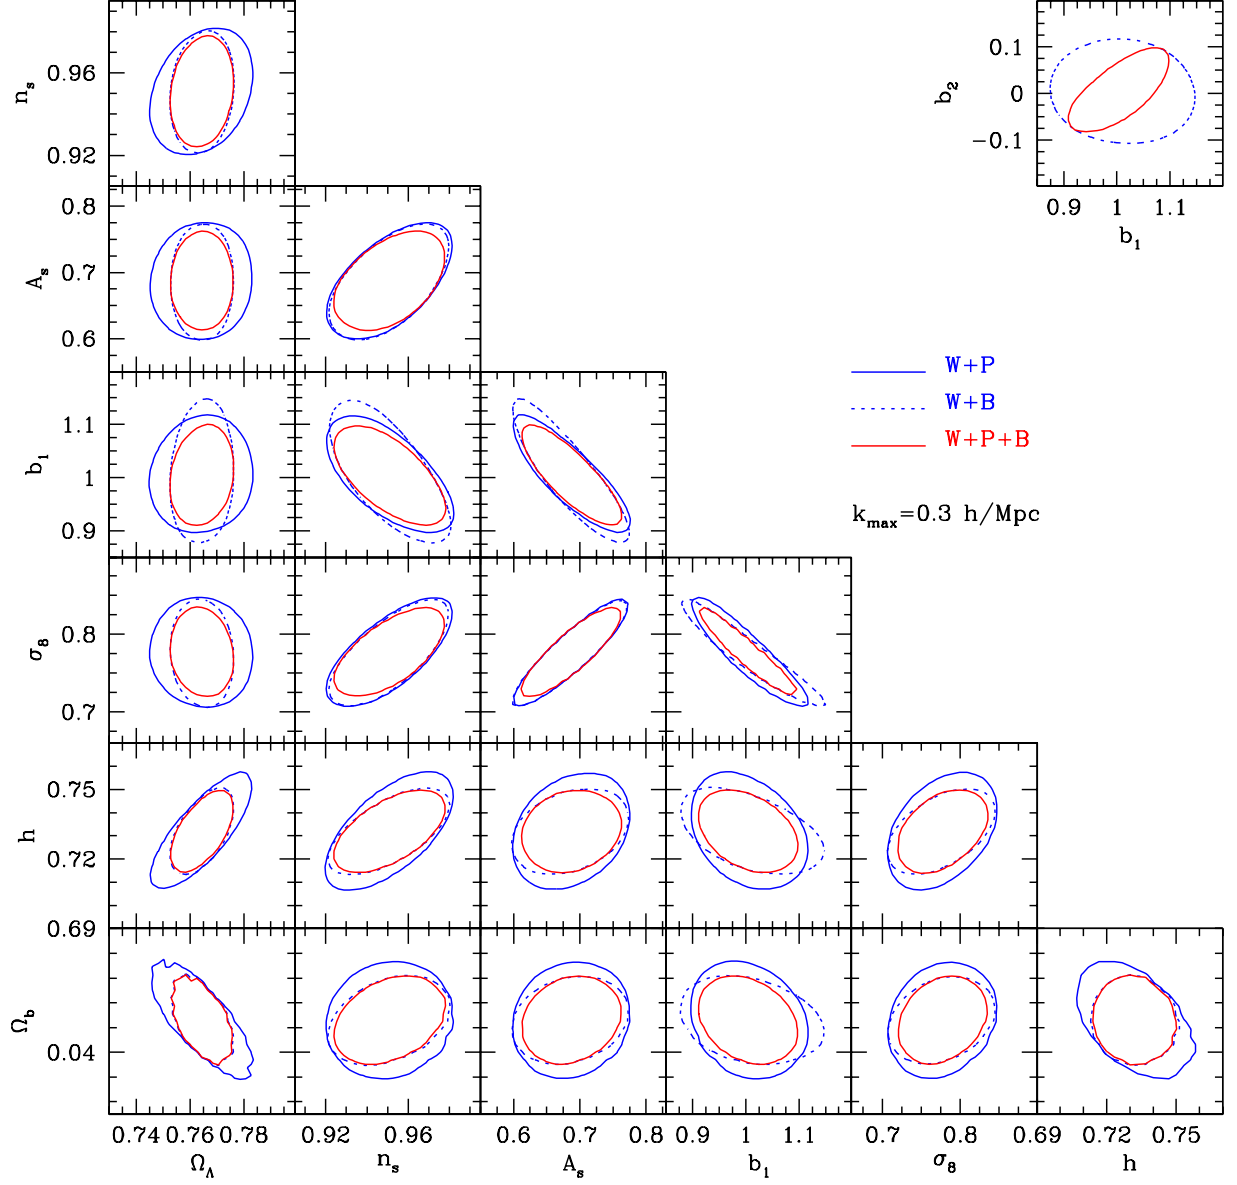 n_s
0.96
0.92
b_2
0.1
0
−0.1
0.9 1 1.1
b_1
A_s
0.8
0.7
0.6
W+P
W+B
W+P+B
b_1
1.1
1
0.9
k_max=0.3 h/Mpc
σ_8
0.8
0.7
h
0.75
0.72
0.69
Ω_b
0.04
0.74 0.76 0.78 0.92 0.96 0.6 0.7 0.8 0.9 1 1.1 0.7 0.8 0.69 0.72 0.75
Ω_Λ n_s A_s b_1 σ_8 h